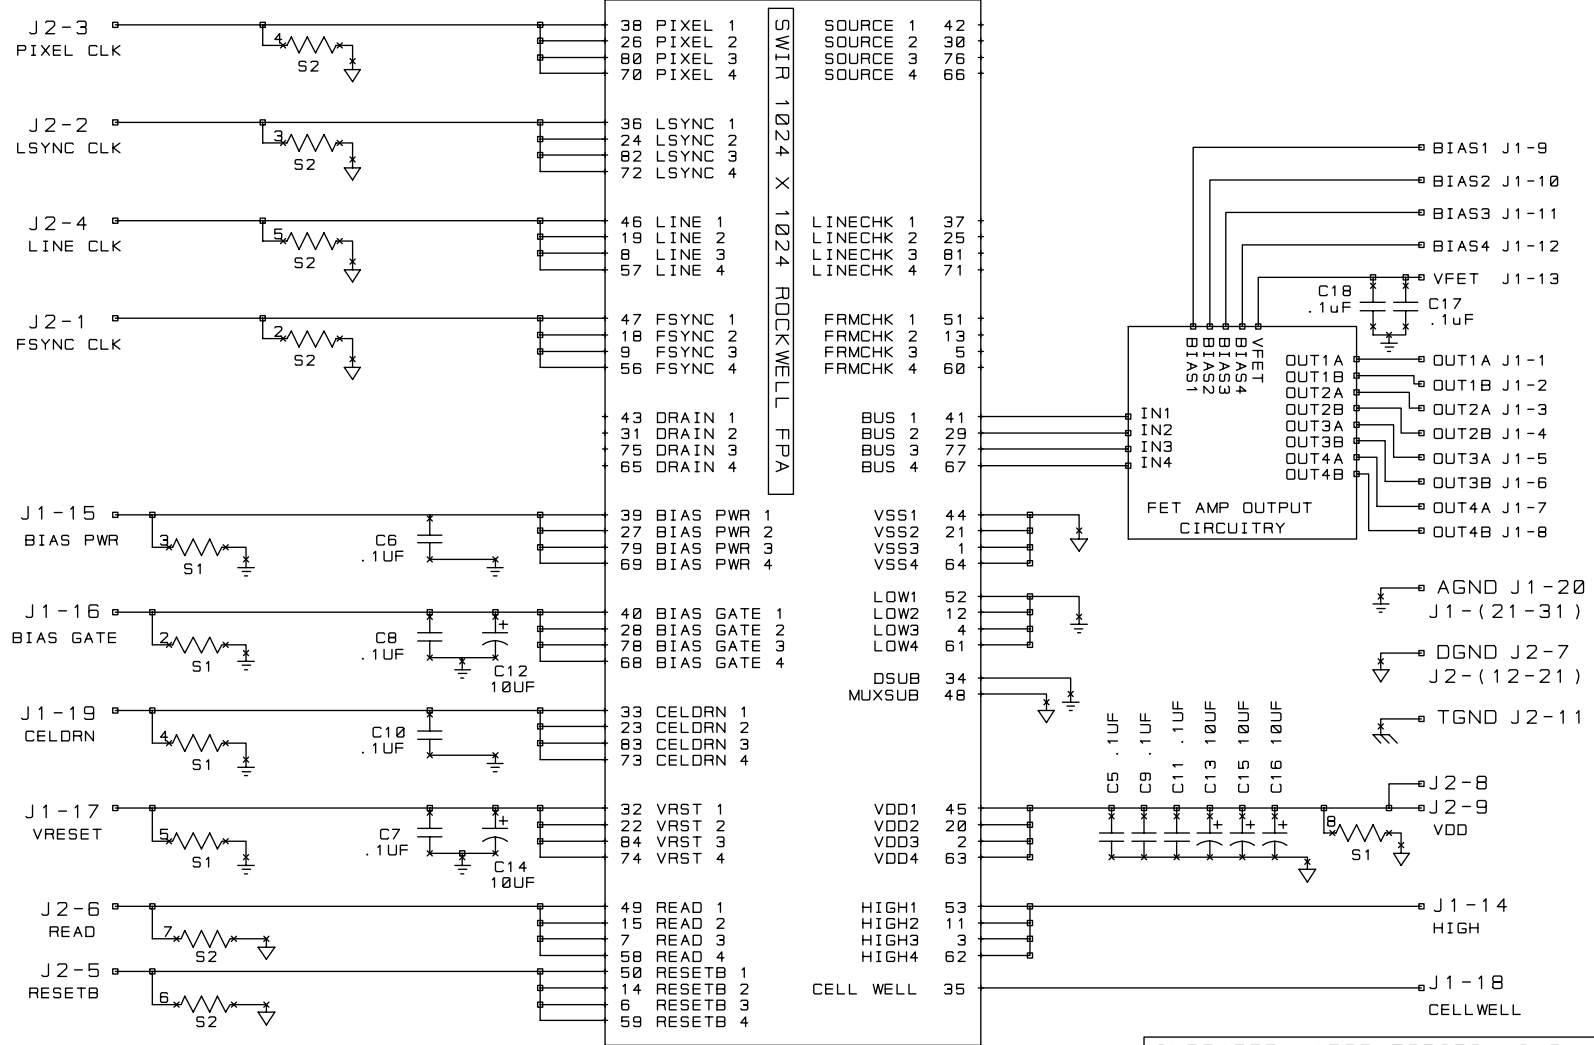 J2-3
PIXEL CLK
4
S2
J2-2
LSYNC CLK
3
S2
J2-4
LINE CLK
5
S2
J2-1
FSYNC CLK
2
S2
J1-15
BIAS PWR
3
S1
C6
.1UF
J1-16
BIAS GATE
2
S1
C8
.1UF
C12
10UF
J1-19
CELDRN
4
S1
C10
.1UF
J1-17
VRESET
5
S1
C7
.1UF
C14
10UF
J2-6
READ
7
S2
J2-5
RESETB
6
S2
38 PIXEL 1
26 PIXEL 2
80 PIXEL 3
70 PIXEL 4
36 LSYNC 1
24 LSYNC 2
82 LSYNC 3
72 LSYNC 4
46 LINE 1
19 LINE 2
8 LINE 3
57 LINE 4
47 FSYNC 1
18 FSYNC 2
9 FSYNC 3
56 FSYNC 4
43 DRAIN 1
31 DRAIN 2
75 DRAIN 3
65 DRAIN 4
39 BIAS PWR 1
27 BIAS PWR 2
79 BIAS PWR 3
69 BIAS PWR 4
40 BIAS GATE 1
28 BIAS GATE 2
78 BIAS GATE 3
68 BIAS GATE 4
33 CELDRN 1
23 CELDRN 2
83 CELDRN 3
73 CELDRN 4
32 VRST 1
22 VRST 2
84 VRST 3
74 VRST 4
49 READ 1
15 READ 2
7 READ 3
58 READ 4
50 RESETB 1
14 RESETB 2
6 RESETB 3
59 RESETB 4
SWIR 1024 X 1024 ROCKWELL FPA
SOURCE 1 42
SOURCE 2 30
SOURCE 3 76
SOURCE 4 66
LINECHK 1 37
LINECHK 2 25
LINECHK 3 81
LINECHK 4 71
FRMCHK 1 51
FRMCHK 2 13
FRMCHK 3 5
FRMCHK 4 60
BUS 1 41
BUS 2 29
BUS 3 77
BUS 4 67
VSS1 44
VSS2 21
VSS3 1
VSS4 64
LOW1 52
LOW2 12
LOW3 4
LOW4 61
DSUB 34
MUXSUB 48
VDD1 45
VDD2 20
VDD3 2
VDD4 63
HIGH1 53
HIGH2 11
HIGH3 3
HIGH4 62
CELL WELL 35
BIAS1 J1-9
BIAS2 J1-10
BIAS3 J1-11
BIAS4 J1-12
VFET J1-13
C18
.1uF
C17
.1uF
BIAS1
BIAS2
BIAS3
BIAS4
VFET
IN1
IN2
IN3
IN4
OUT1A
OUT1B
OUT2A
OUT2B
OUT3A
OUT3B
OUT4A
OUT4B
FET AMP OUTPUT
CIRCUITRY
OUT1A J1-1
OUT1B J1-2
OUT2A J1-3
OUT2B J1-4
OUT3A J1-5
OUT3B J1-6
OUT4A J1-7
OUT4B J1-8
AGND J1-20
J1-(21-31)
DGND J2-7
J2-(12-21)
TGND J2-11
C5 .1UF
C9 .1UF
C11 .1UF
C13 10UF
C15 10UF
C16 10UF
8
S1
J2-8
J2-9
VDD
J1-14
HIGH
J1-18
CELLWELL